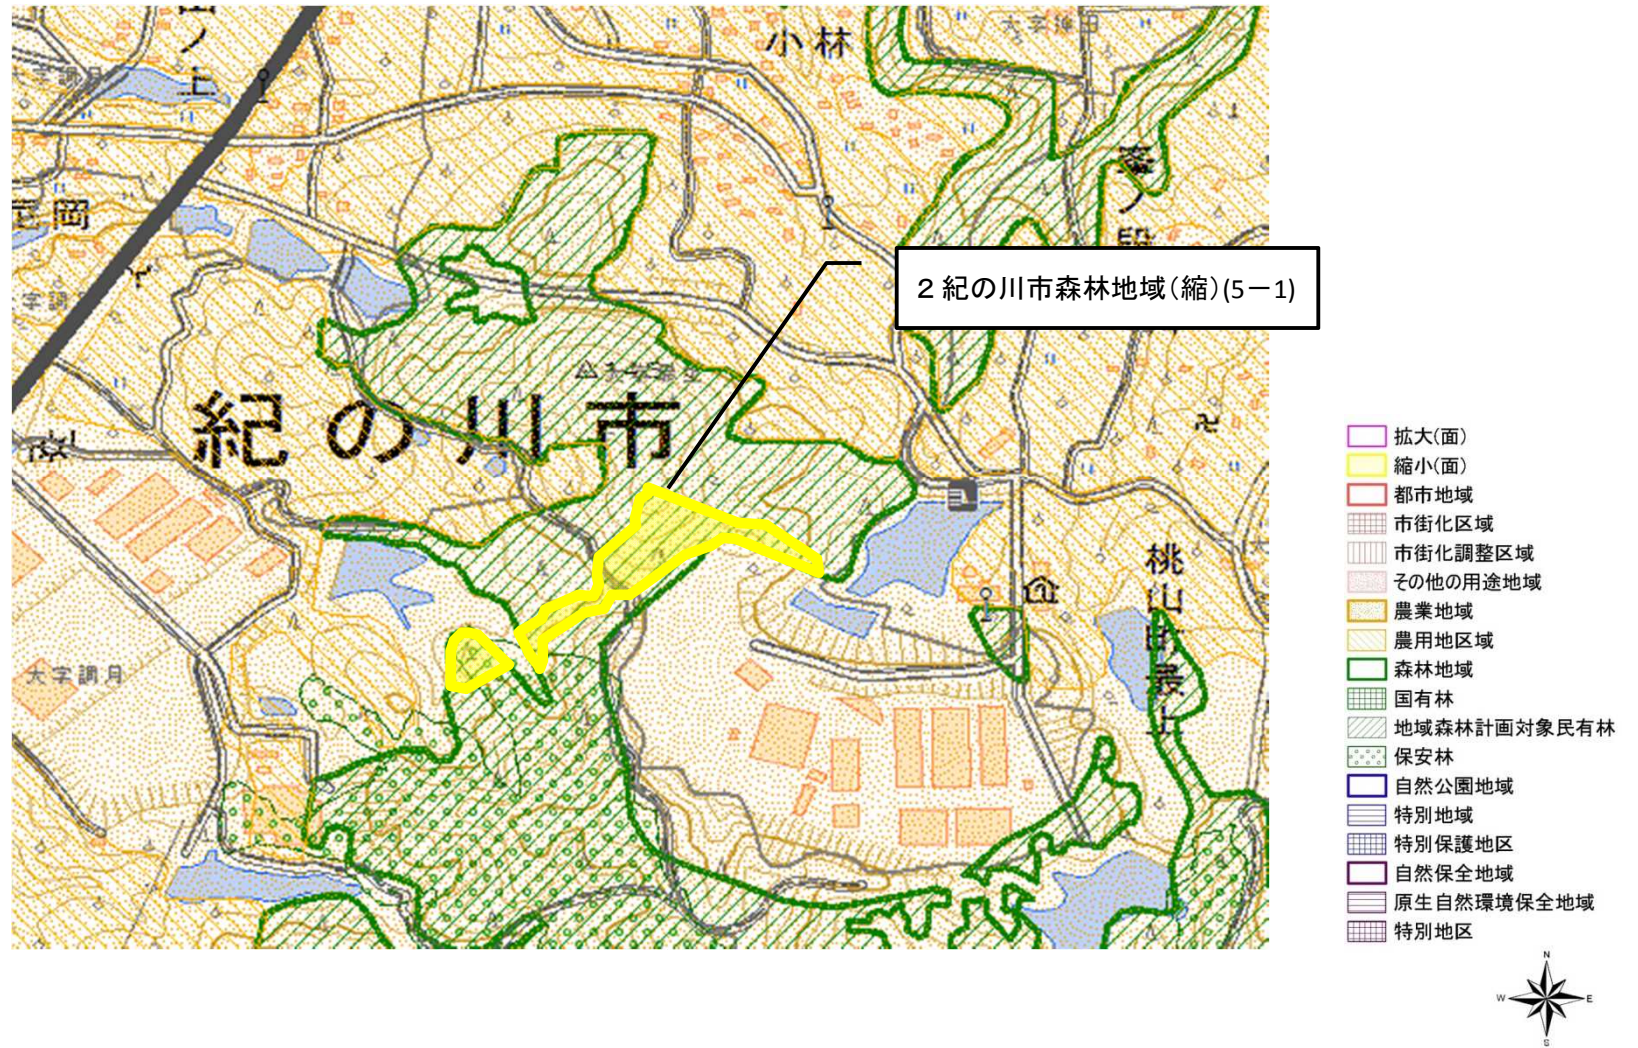 小林
上
ノ
大字調月
２紀の川市森林地域（縮）(5－1)
紀の川市
桃山町最上
大字調月
拡大(面)
縮小(面)
都市地域
市街化区域
市街化調整区域
その他の用途地域
農業地域
農用地区域
森林地域
国有林
地域森林計画対象民有林
保安林
自然公園地域
特別地域
特別保護地区
自然保全地域
原生自然環境保全地域
特別地区
N
W
E
S